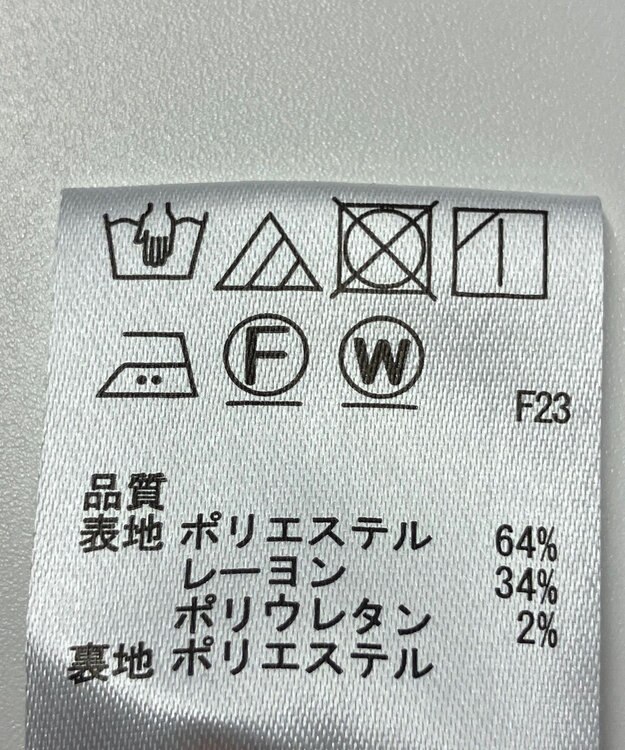 F W
F23
品質
表地 ポリエステル 64%
レーヨン 34%
ポリウレタン 2%
裏地 ポリエステル